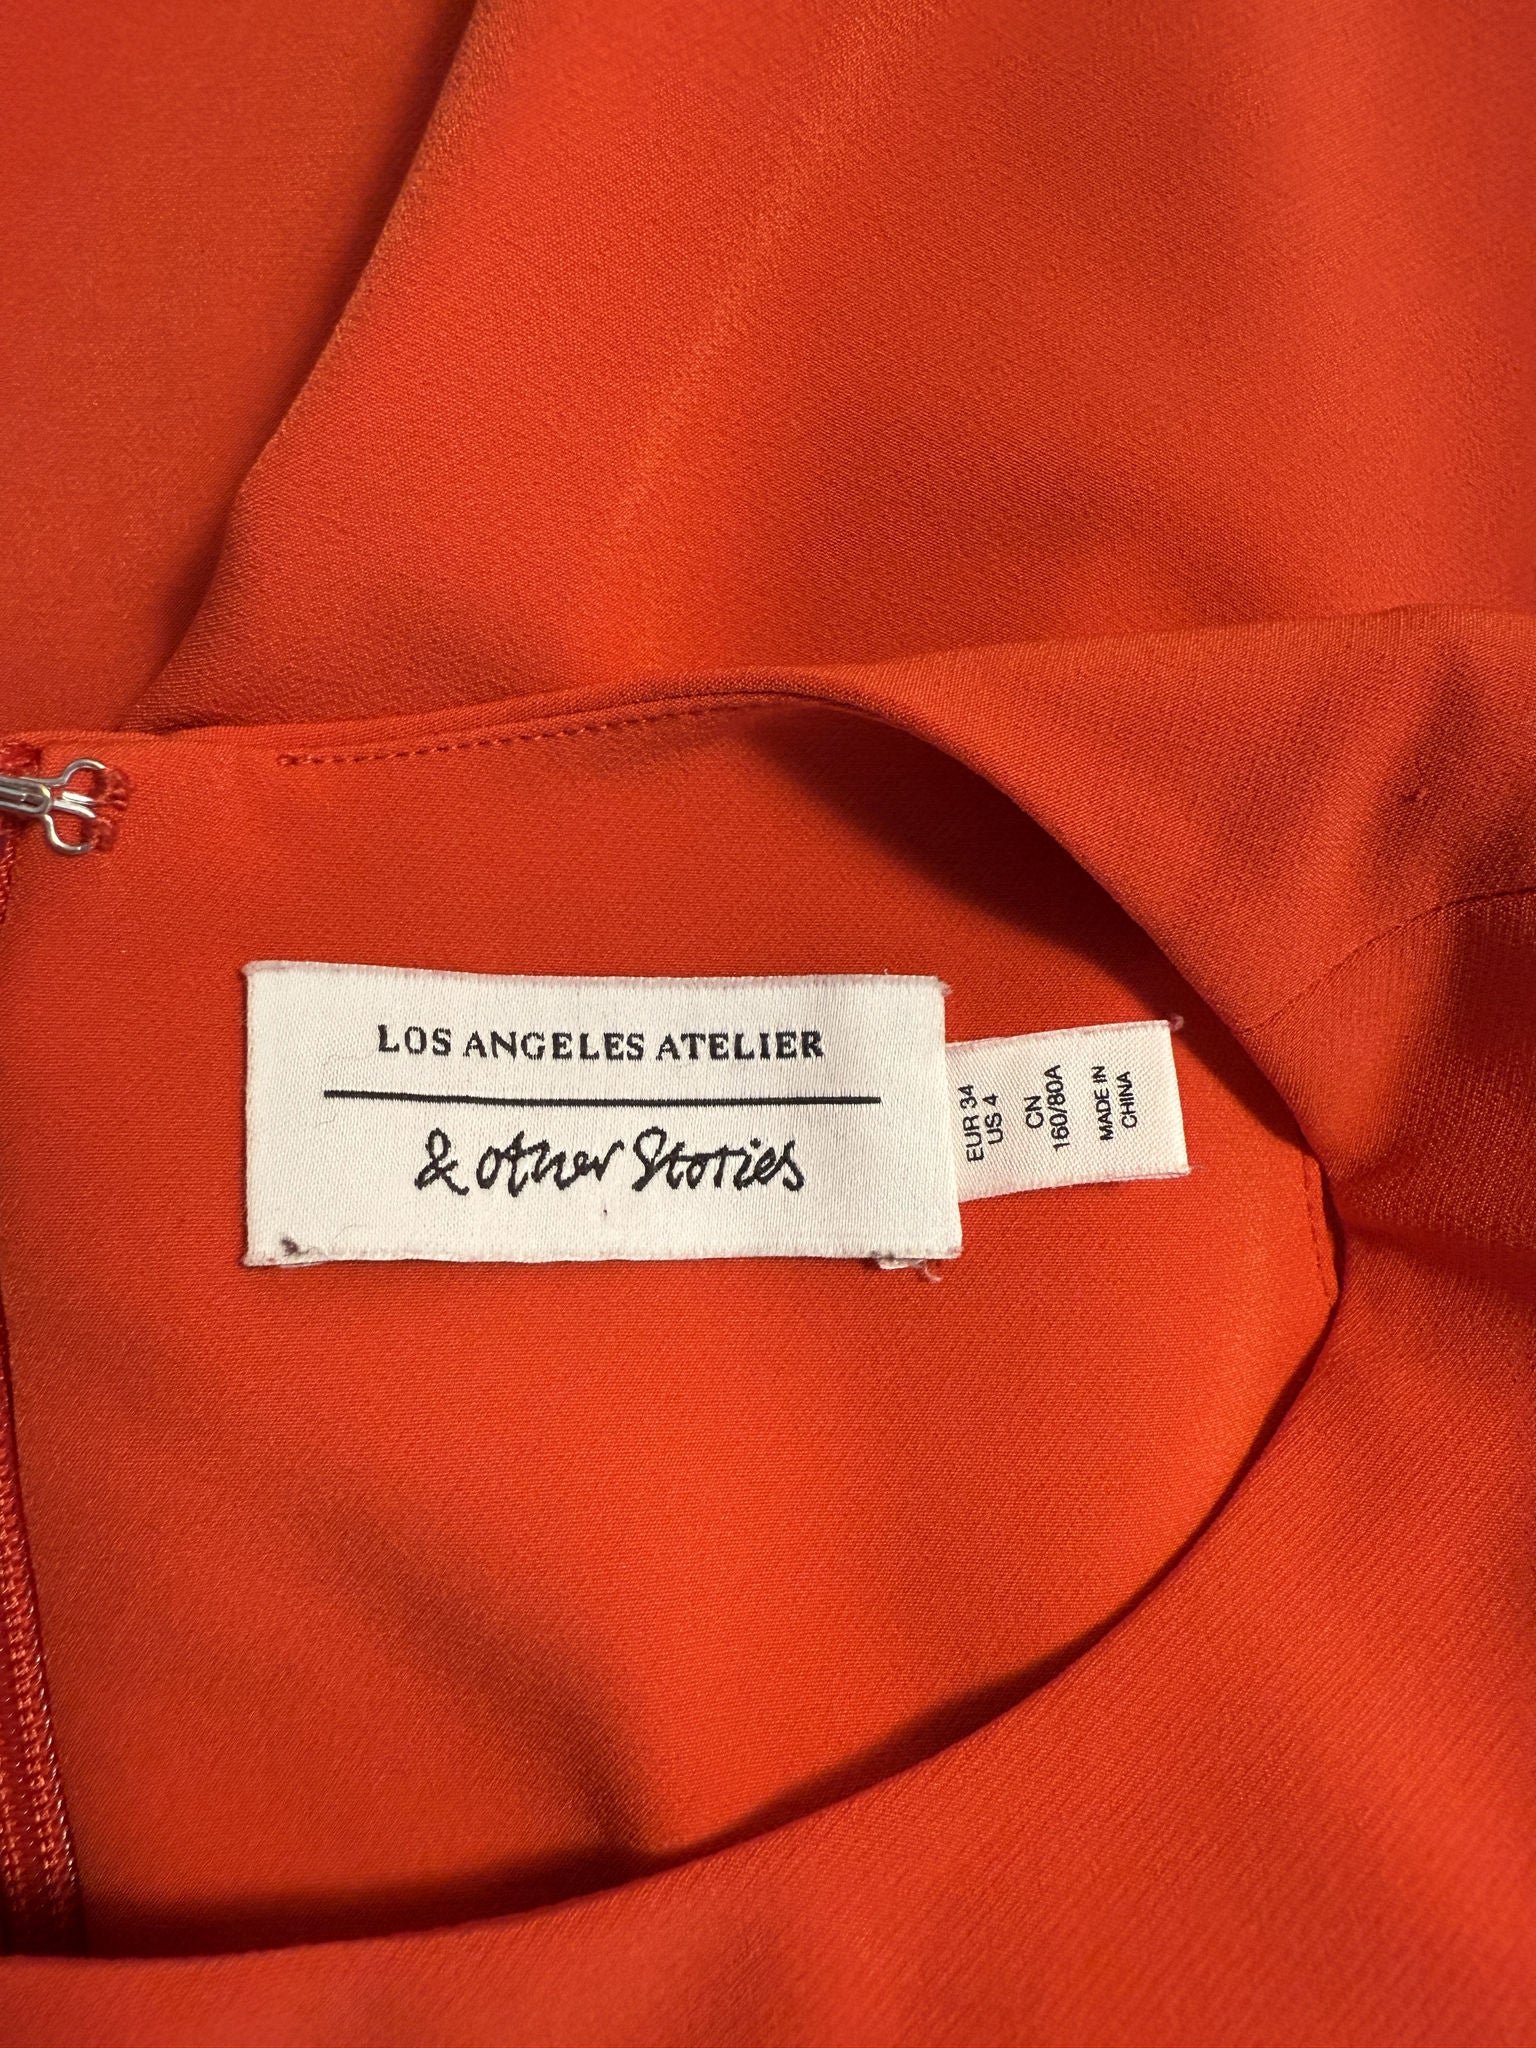 LOS ANGELES ATELIER
& other Stories
EUR 34
US 4
CN
160/80A
MADE IN
CHINA